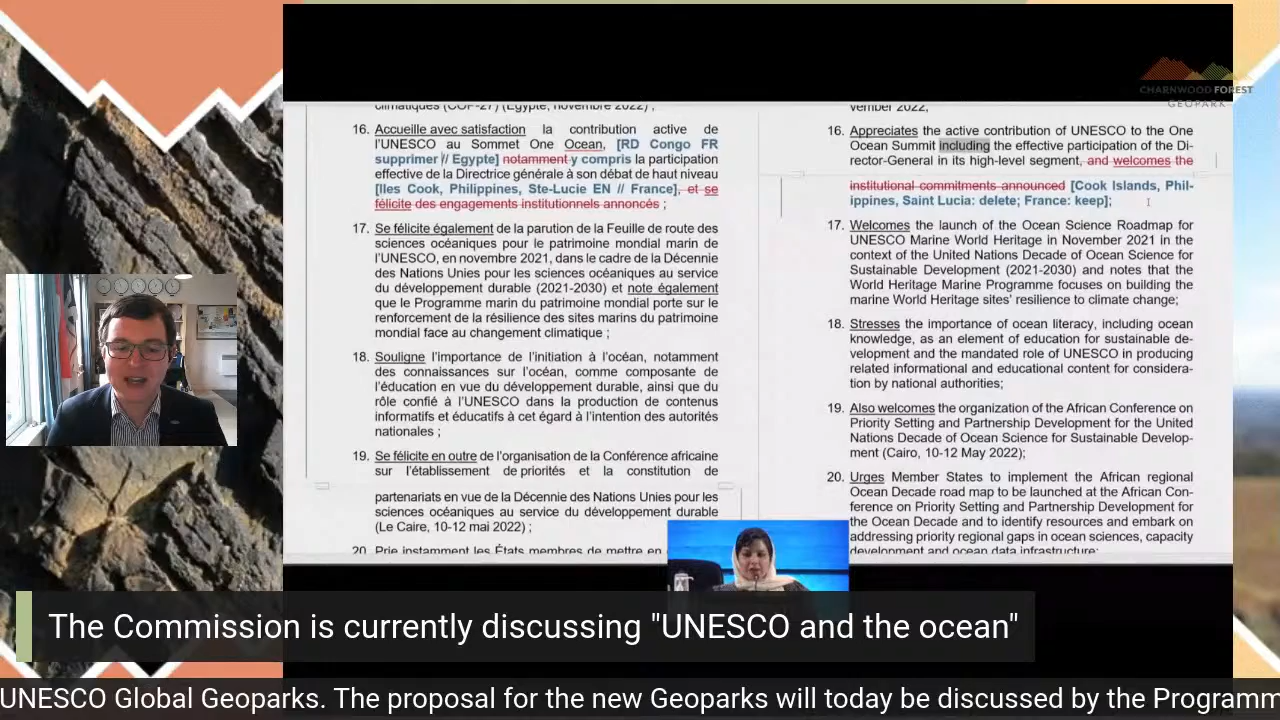 CHARNWOOD FOREST
GEOPARK
climatiques (COP-27) (Égypte, novembre 2022) ;
16. Accueille avec satisfaction la contribution active de
l'UNESCO au Sommet One Ocean, [RD Congo FR
supprimer // Egypte] notamment y compris la participation
effective de la Directrice générale à son débat de haut niveau
[Iles Cook, Philippines, Ste-Lucie EN // France], et se
félicite des engagements institutionnels annoncés ;
17. Se félicite également de la parution de la Feuille de route des
sciences océaniques pour le patrimoine mondial marin de
l'UNESCO, en novembre 2021, dans le cadre de la Décennie
des Nations Unies pour les sciences océaniques au service
du développement durable (2021-2030) et note également
que le Programme marin du patrimoine mondial porte sur le
renforcement de la résilience des sites marins du patrimoine
mondial face au changement climatique ;
18. Souligne l'importance de l'initiation à l'océan, notamment
des connaissances sur l'océan, comme composante de
l'éducation en vue du développement durable, ainsi que du
rôle confié à l'UNESCO dans la production de contenus
informatifs et éducatifs à cet égard à l'intention des autorités
nationales ;
19. Se félicite en outre de l'organisation de la Conférence africaine
sur l'établissement de priorités et la constitution de
partenariats en vue de la Décennie des Nations Unies pour les
sciences océaniques au service du développement durable
(Le Caire, 10-12 mai 2022) ;
20. Prie instamment les États membres de mettre en
vember 2022;
16. Appreciates the active contribution of UNESCO to the One
Ocean Summit including the effective participation of the Di-
rector-General in its high-level segment, and welcomes the
institutional commitments announced [Cook Islands, Phil-
ippines, Saint Lucia: delete; France: keep];
17. Welcomes the launch of the Ocean Science Roadmap for
UNESCO Marine World Heritage in November 2021 in the
context of the United Nations Decade of Ocean Science for
Sustainable Development (2021-2030) and notes that the
World Heritage Marine Programme focuses on building the
marine World Heritage sites' resilience to climate change;
18. Stresses the importance of ocean literacy, including ocean
knowledge, as an element of education for sustainable de-
velopment and the mandated role of UNESCO in producing
related informational and educational content for considera-
tion by national authorities;
19. Also welcomes the organization of the African Conference on
Priority Setting and Partnership Development for the United
Nations Decade of Ocean Science for Sustainable Develop-
ment (Cairo, 10-12 May 2022);
20. Urges Member States to implement the African regional
Ocean Decade road map to be launched at the African Con-
ference on Priority Setting and Partnership Development for
the Ocean Decade and to identify resources and embark on
addressing priority regional gaps in ocean sciences, capacity
development and ocean data infrastructure;
The Commission is currently discussing "UNESCO and the ocean"
UNESCO Global Geoparks. The proposal for the new Geoparks will today be discussed by the Programm